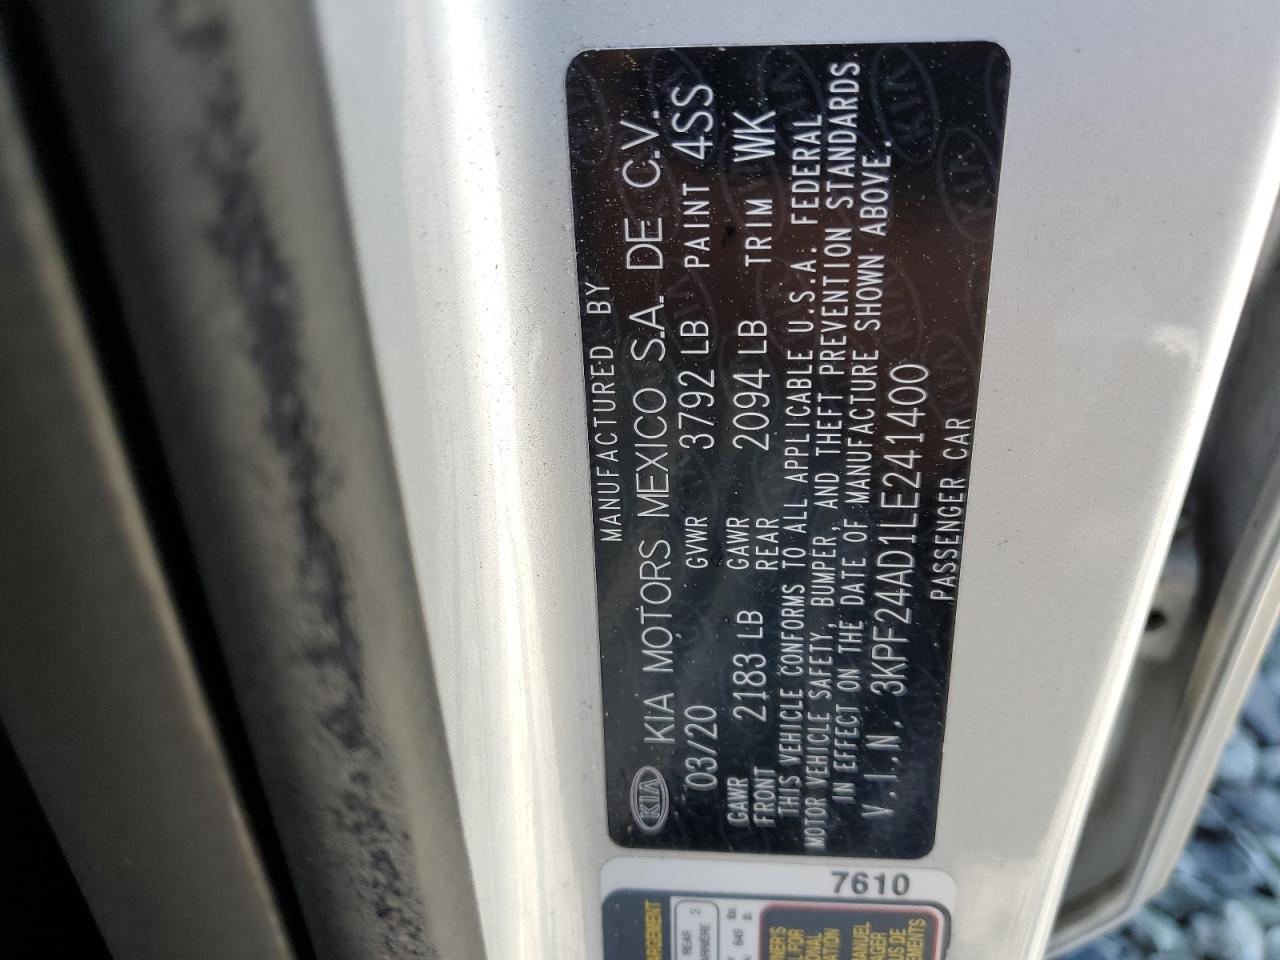 MANUFACTURED BY
KIA KIA MOTORS MEXICO S.A. DE C.V.
03/20 GVWR 3792 LB PAINT 4SS
GAWR FRONT 2183 LB GAWR REAR 2094 LB TRIM WK
THIS VEHICLE CONFORMS TO ALL APPLICABLE U.S.A. FEDERAL
MOTOR VEHICLE SAFETY, BUMPER, AND THEFT PREVENTION STANDARDS
IN EFFECT ON THE DATE OF MANUFACTURE SHOWN ABOVE.
V.I.N. 3KPF24AD1LE241400
PASSENGER CAR
7610
REAR 3